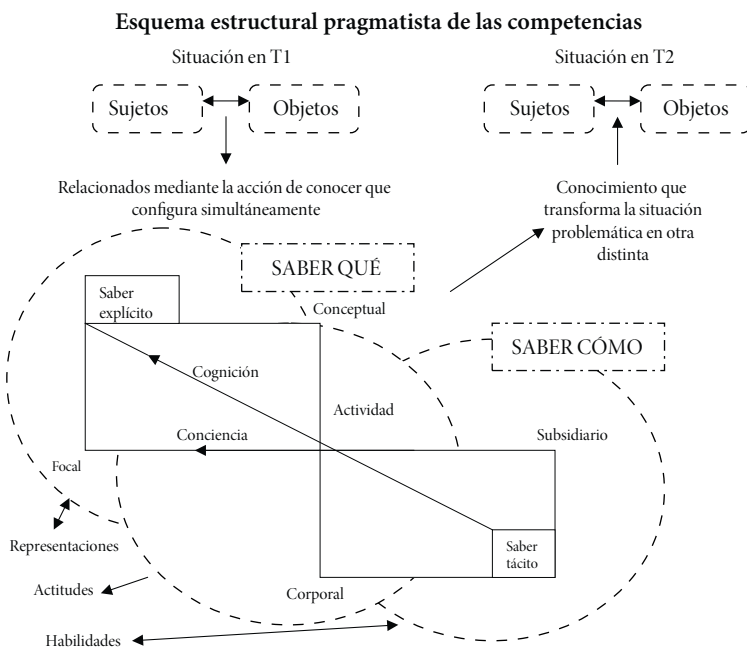 Esquema estructural pragmatista de las competencias
Situación en T1
Situación en T2
Sujetos
Objetos
Sujetos
Objetos
Relacionados mediante la acción de conocer que
configura simultáneamente
Conocimiento que
transforma la situación
problemática en otra
distinta
SABER QUÉ
Saber
explícito
Conceptual
SABER CÓMO
Cognición
Actividad
Conciencia
Subsidiario
Focal
Saber
tácito
Representaciones
Actitudes
Corporal
Habilidades